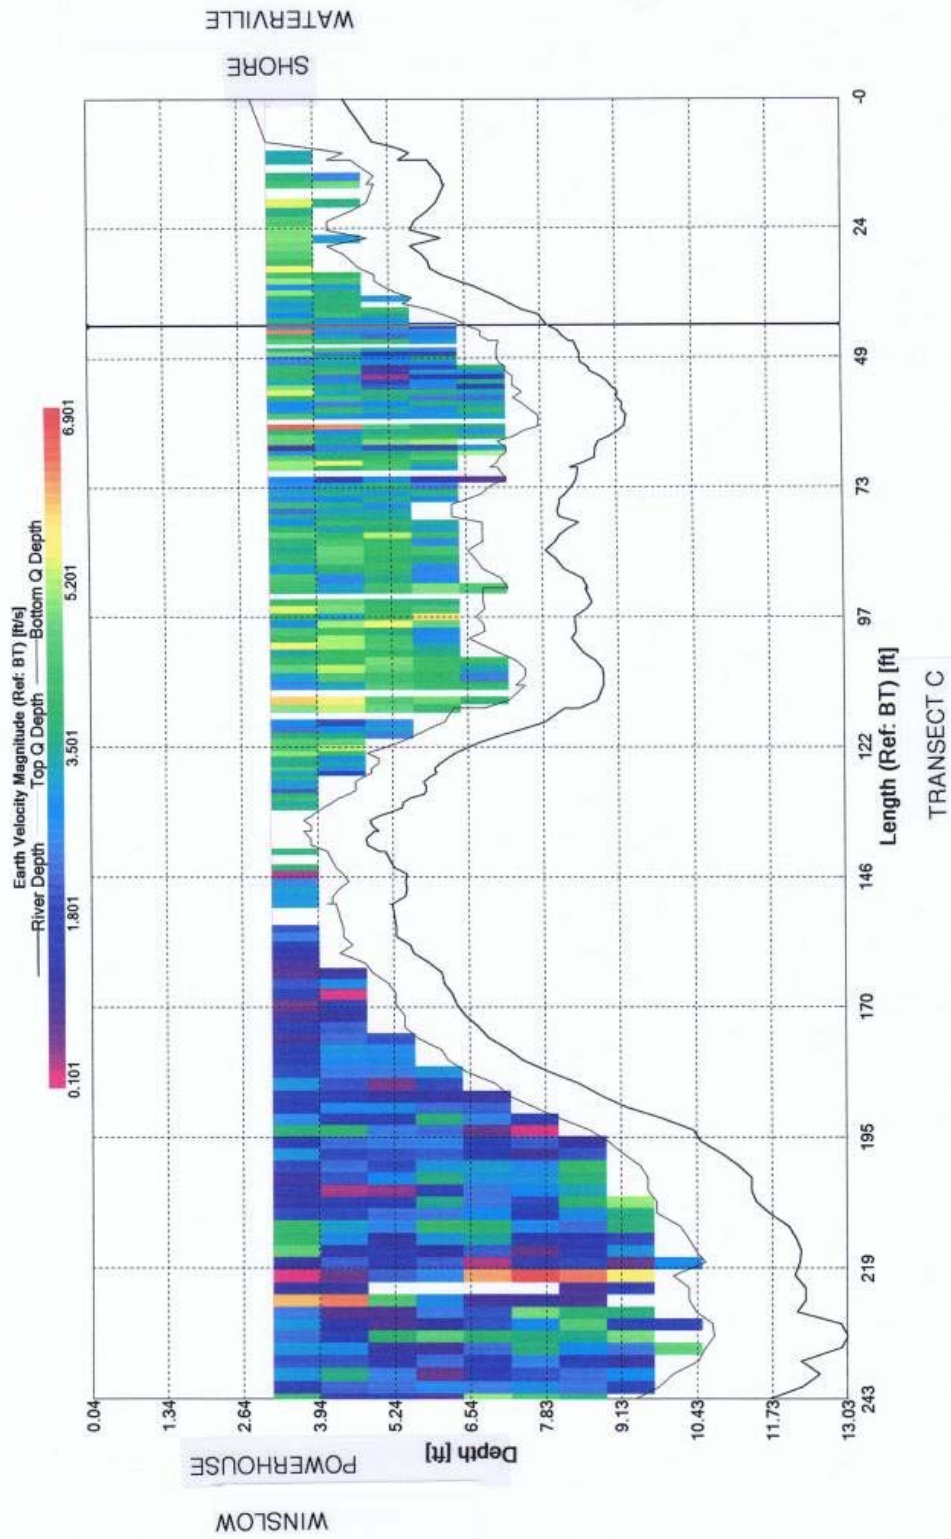 WATERVILLE
SHORE
Earth Velocity Magnitude (Ref: BT) [ft/s]
River Depth Top Q Depth Bottom Q Depth
0.101 1.801 3.501 5.201 6.901
0.04
1.34
2.64
3.94
5.24
6.54
7.83
9.13
10.43
11.73
13.03
Depth [ft]
243 219 195 170 146 122 97 73 49 24 -0
Length (Ref: BT) [ft]
TRANSECT C
POWERHOUSE
WINSLOW